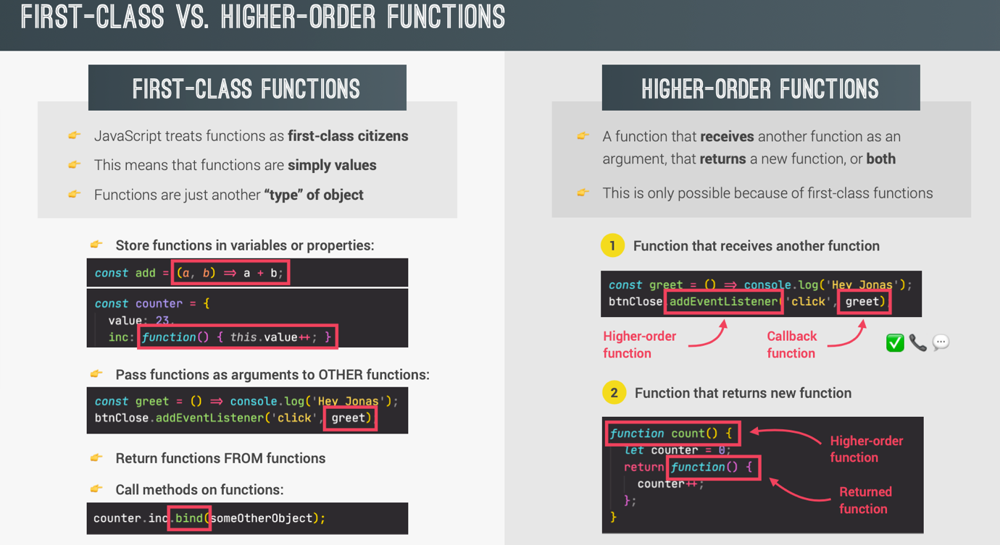 FIRST-CLASS VS. HIGHER-ORDER FUNCTIONS
FIRST-CLASS FUNCTIONS
JavaScript treats functions as first-class citizens
This means that functions are simply values
Functions are just another “type” of object
Store functions in variables or properties:
const add = (a, b) => a + b;
const counter = {
value: 23,
inc: function() { this.value++; }
Pass functions as arguments to OTHER functions:
const greet = () => console.log('Hey Jonas');
btnClose.addEventListener('click', greet)
Return functions FROM functions
Call methods on functions:
counter.inc.bind(someOtherObject);
HIGHER-ORDER FUNCTIONS
A function that receives another function as an
argument, that returns a new function, or both
This is only possible because of first-class functions
1 Function that receives another function
const greet = () => console.log('Hey Jonas');
btnClose.addEventListener('click', greet)
Higher-order
function
Callback
function
2 Function that returns new function
function count() {
let counter = 0;
return function() {
counter++;
};
}
Higher-order
function
Returned
function